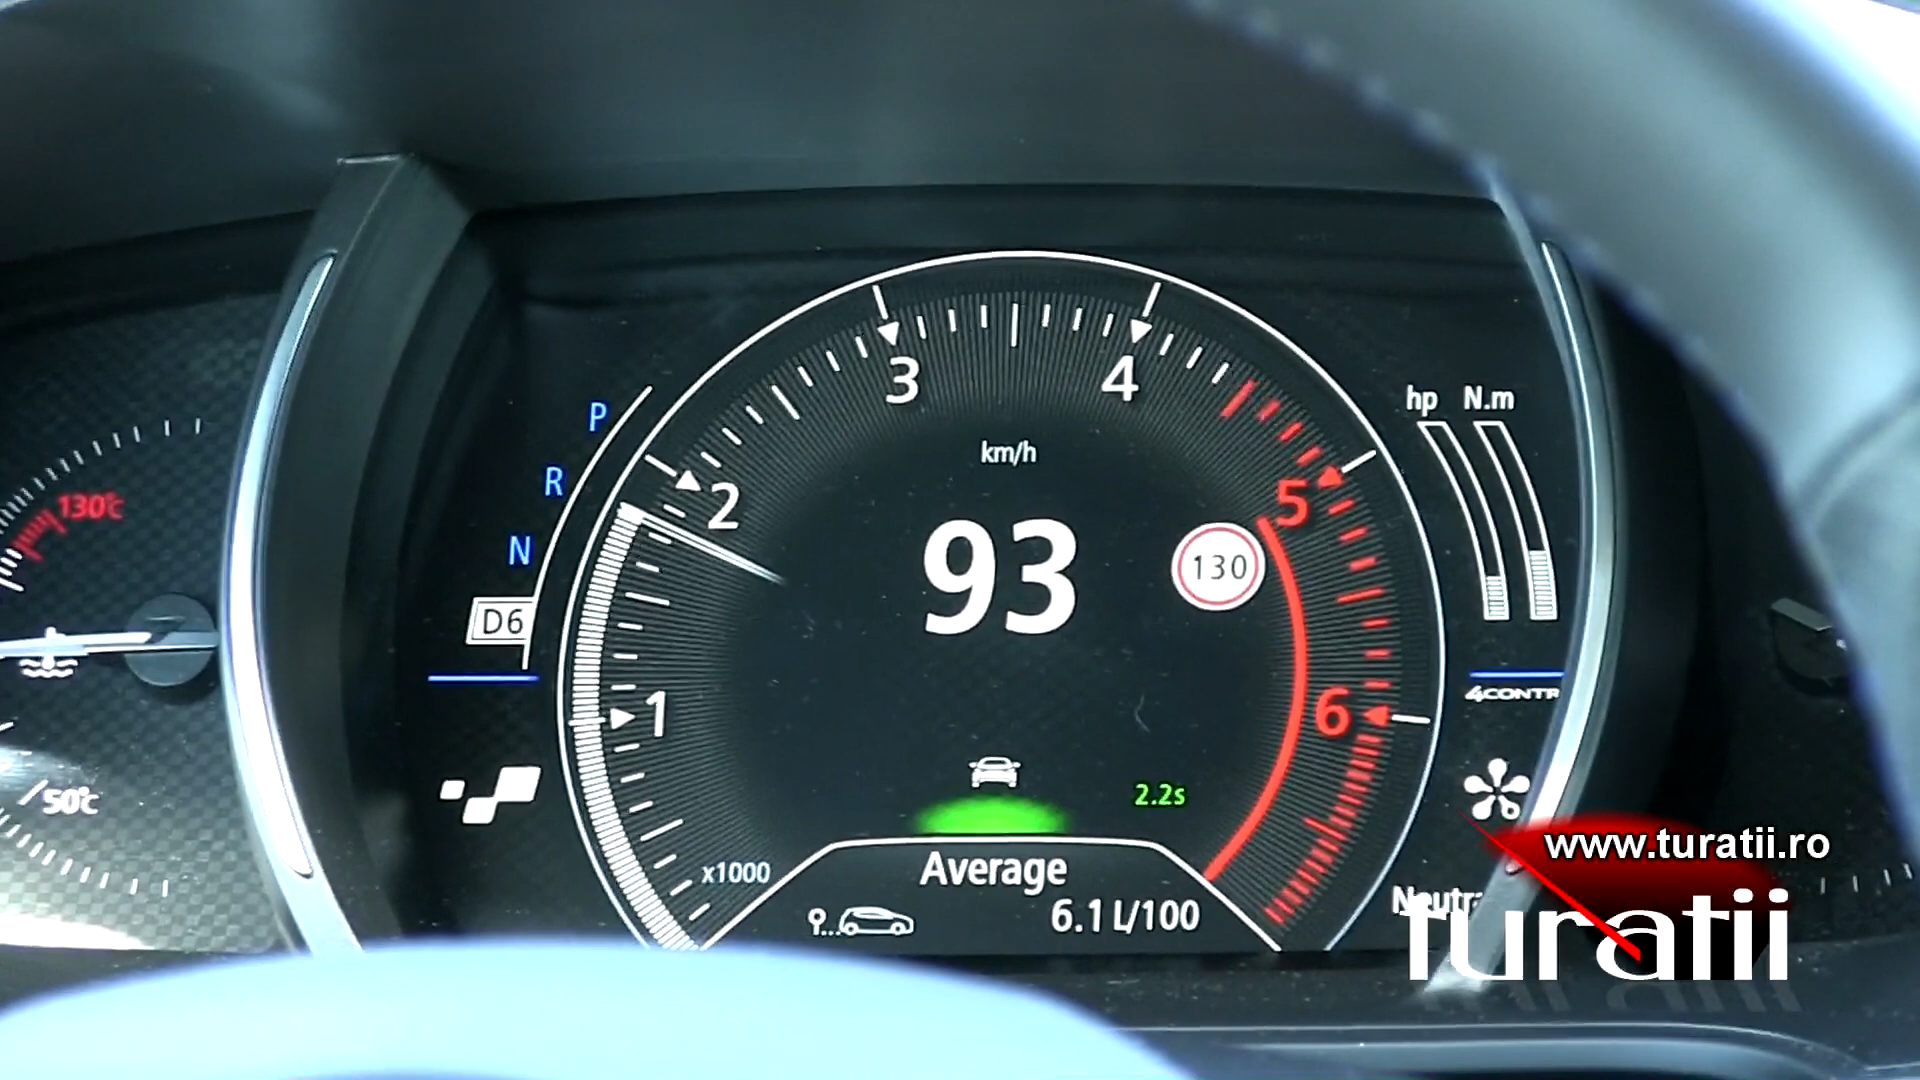 3
4
P
hp N.m
km/h
R
2
5
130°c
93
130
N
D6
1
6
4CONTR
2.2s
50°c
www.turatii.ro
x1000
Average
6.1 L/100
Neutra
turatii